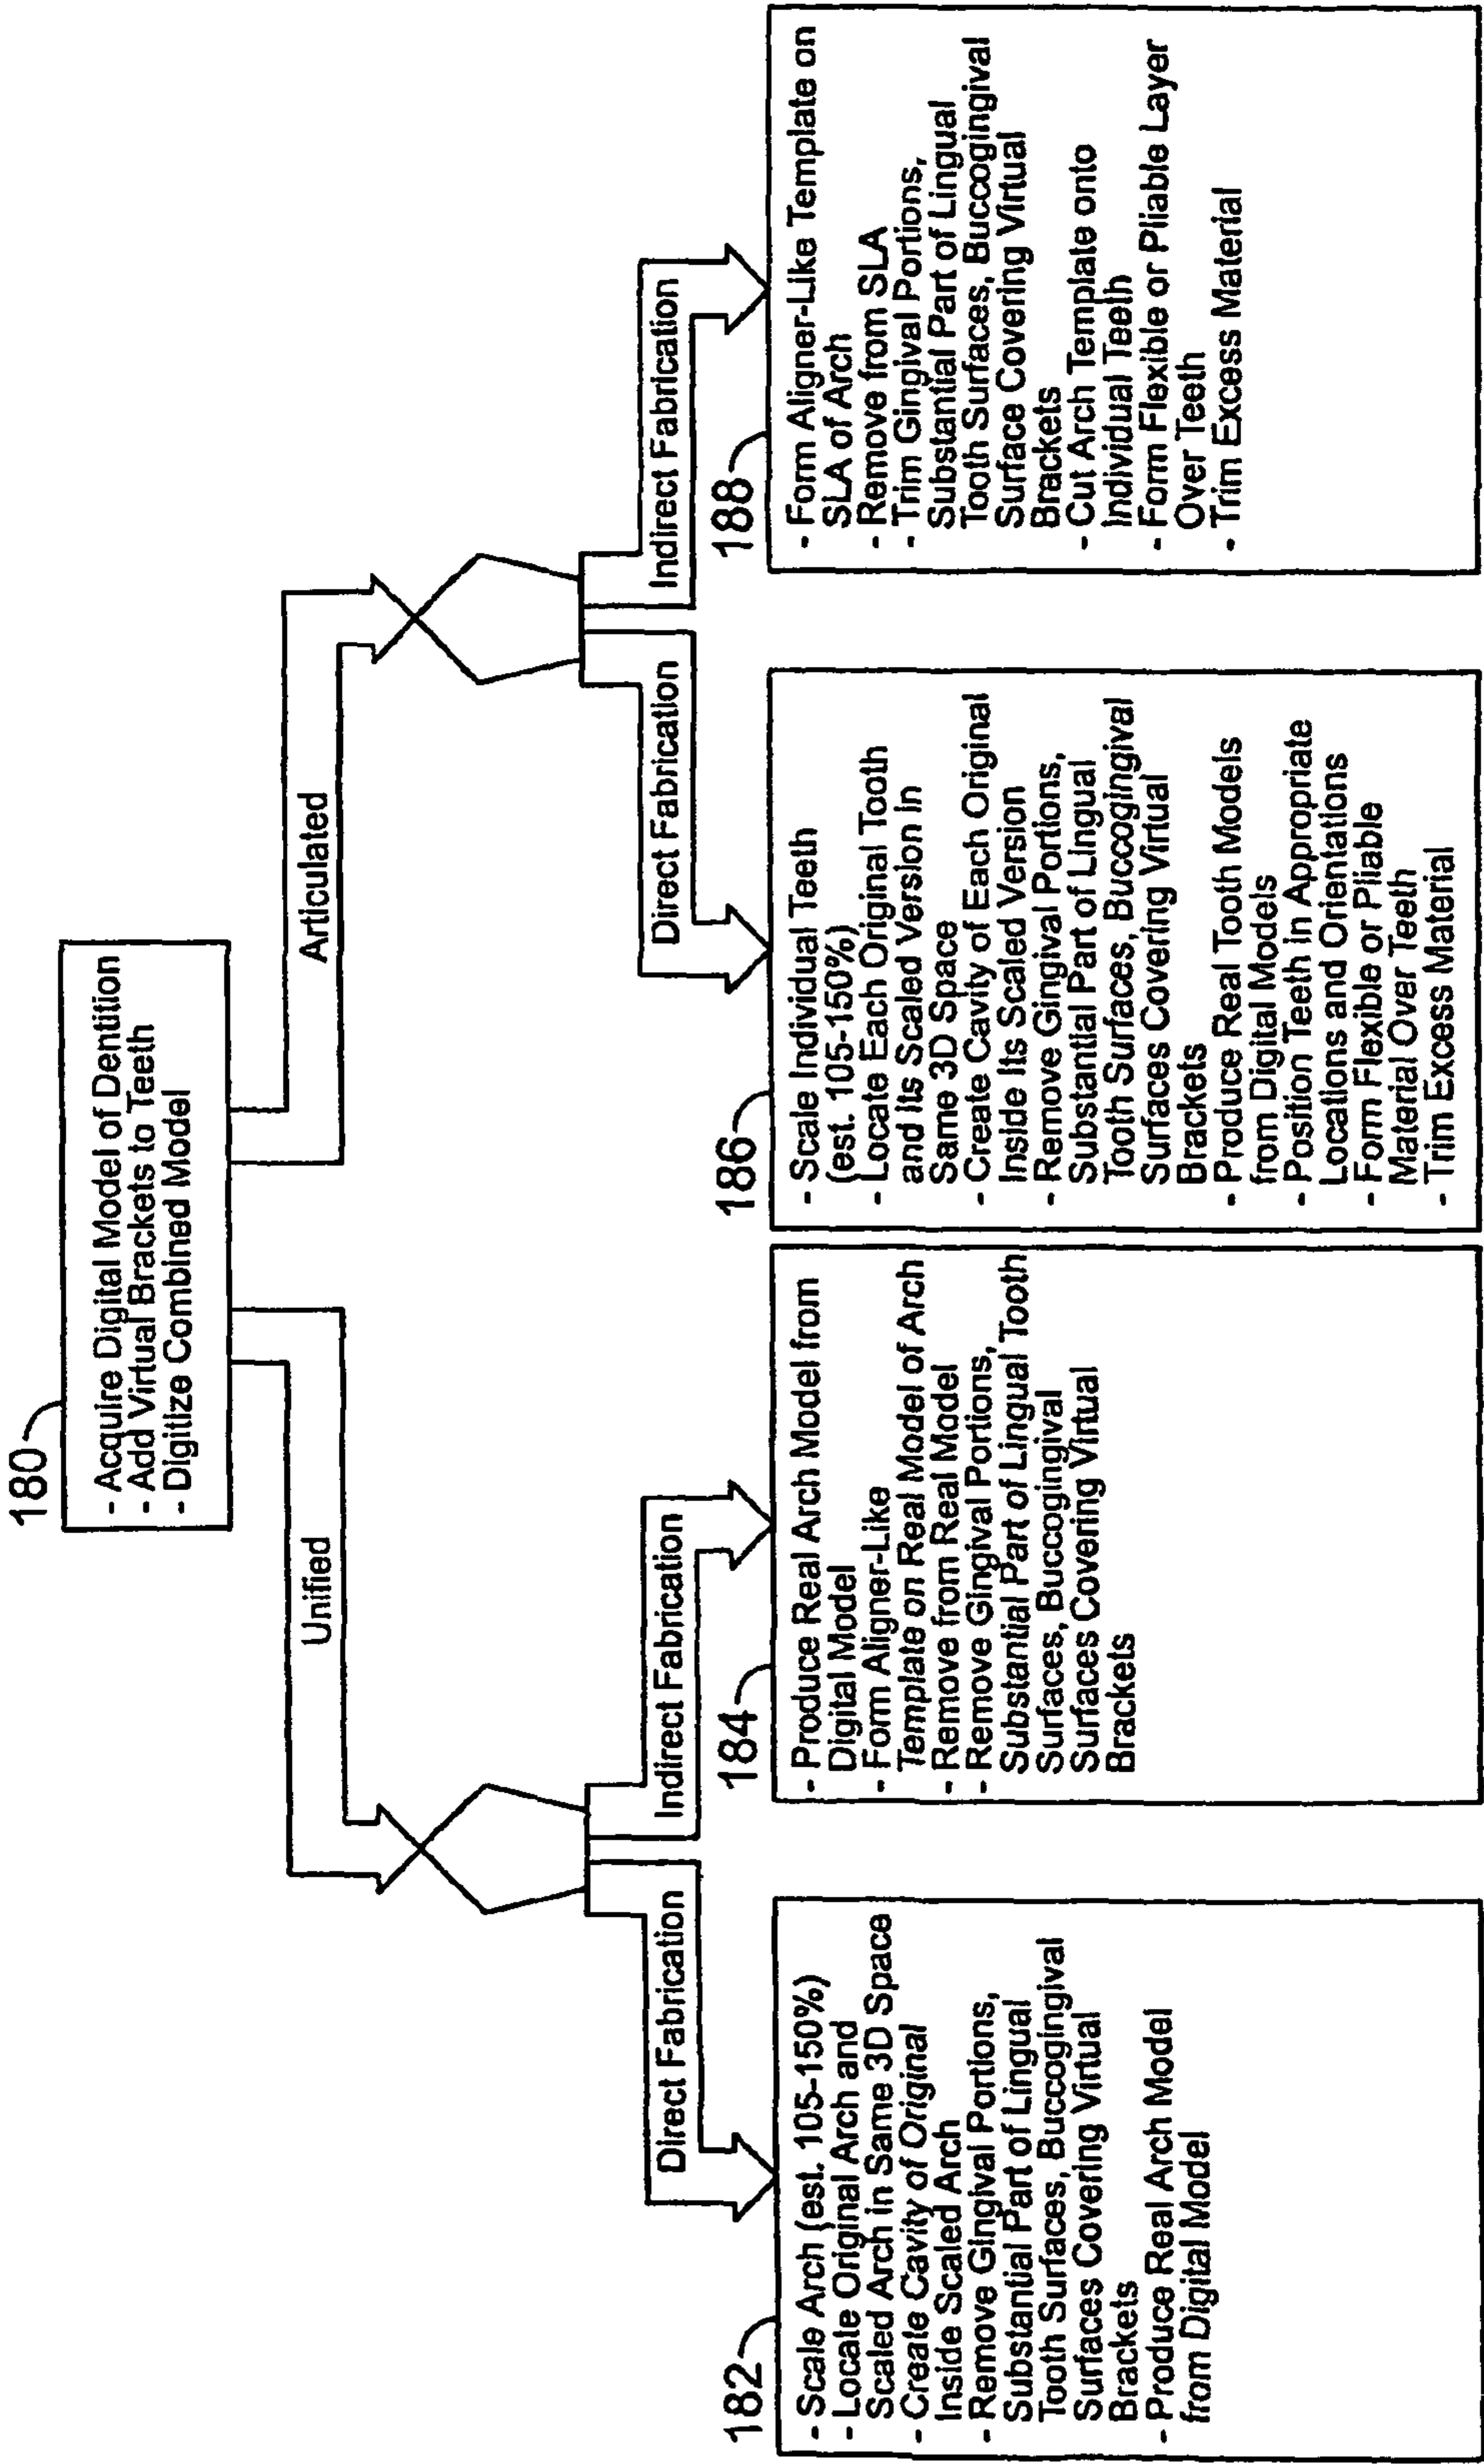 180
- Acquire Digital Model of Dentition
- Add Virtual Brackets to Teeth
- Digitize Combined Model
Unified
Articulated
Direct Fabrication
Indirect Fabrication
Direct Fabrication
Indirect Fabrication
182
- Scale Arch (est. 105-150%)
- Locate Original Arch and
Scaled Arch in Same 3D Space
- Create Cavity of Original
Inside Scaled Arch
- Remove Gingival Portions,
Substantial Part of Lingual
Tooth Surfaces, Buccogingival
Surfaces Covering Virtual
Brackets
- Produce Real Arch Model
from Digital Model
184
- Produce Real Arch Model from
Digital Model
- Form Aligner-Like
Template on Real Model of Arch
- Remove from Real Model
- Remove Gingival Portions,
Substantial Part of Lingual Tooth
Surfaces, Buccogingival
Surfaces Covering Virtual
Brackets
186
- Scale Individual Teeth
(est. 105-150%)
- Locate Each Original Tooth
and Its Scaled Version In
Same 3D Space
- Create Cavity of Each Original
Inside Its Scaled Version
- Remove Gingival Portions,
Substantial Part of Lingual
Tooth Surfaces, Buccogingival
Surfaces Covering Virtual
Brackets
- Produce Real Tooth Models
from Digital Models
- Position Teeth in Appropriate
Locations and Orientations
- Form Flexible or Pliable
Material Over Teeth
- Trim Excess Material
188
- Form Aligner-Like Template on
SLA of Arch
- Remove from SLA
- Trim Gingival Portions,
Substantial Part of Lingual
Tooth Surfaces, Buccogingival
Surface Covering Virtual
Brackets
- Cut Arch Template onto
Individual Teeth
- Form Flexible or Pliable Layer
Over Teeth
- Trim Excess Material